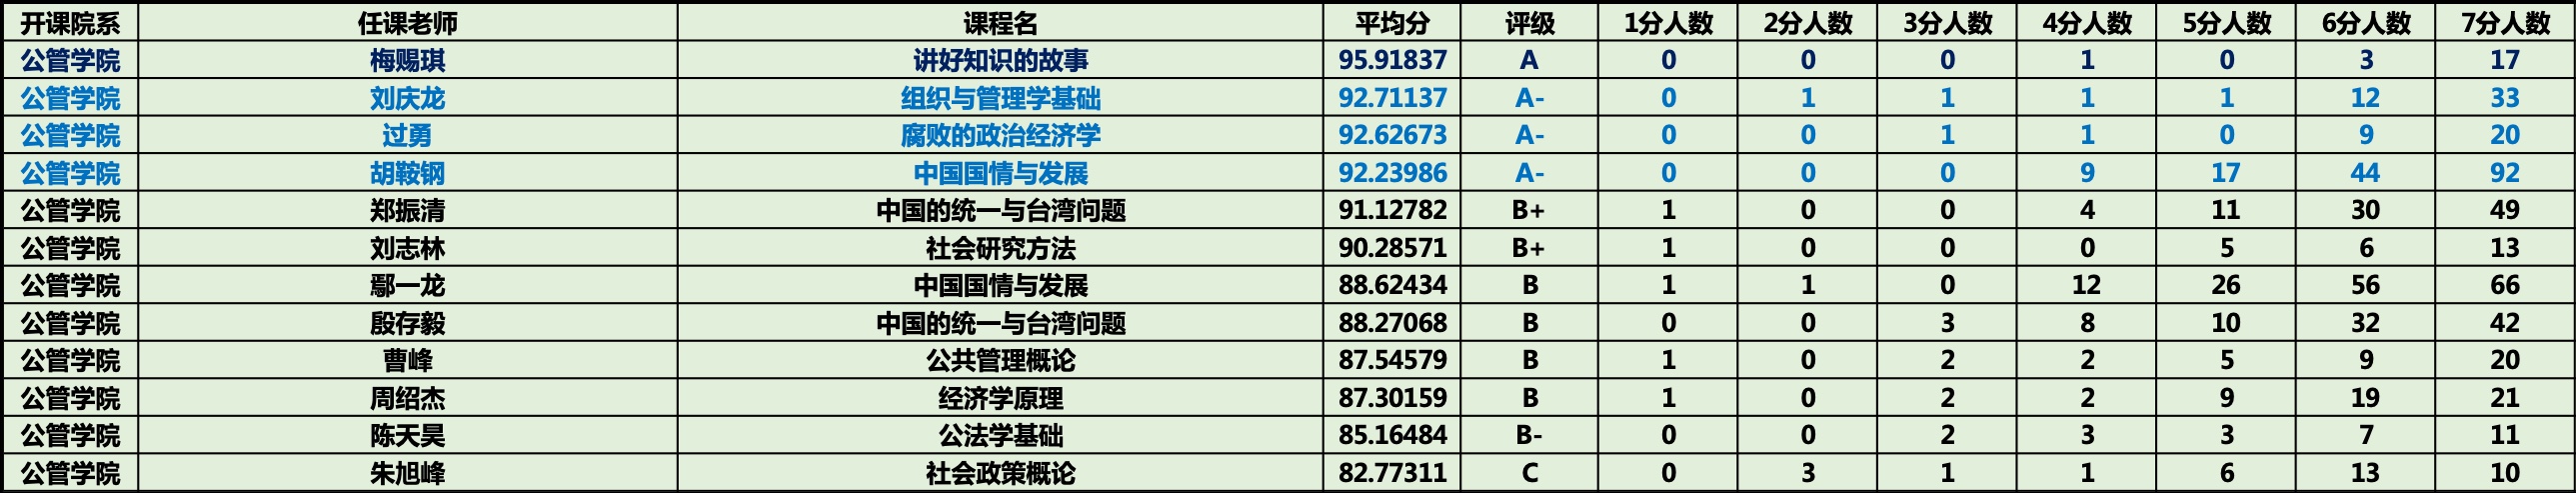 开课院系 任课老师 课程名 平均分 评级 1分人数 2分人数 3分人数 4分人数 5分人数 6分人数 7分人数
公管学院 梅赐琪 讲好知识的故事 95.91837 A 0 0 0 1 0 3 17
公管学院 刘庆龙 组织与管理学基础 92.71137 A- 0 1 1 1 1 12 33
公管学院 过勇 腐败的政治经济学 92.62673 A- 0 0 1 1 0 9 20
公管学院 胡鞍钢 中国国情与发展 92.23986 A- 0 0 0 9 17 44 92
公管学院 郑振清 中国的统一与台湾问题 91.12782 B+ 1 0 0 4 11 30 49
公管学院 刘志林 社会研究方法 90.28571 B+ 1 0 0 0 5 6 13
公管学院 鄢一龙 中国国情与发展 88.62434 B 1 1 0 12 26 56 66
公管学院 殷存毅 中国的统一与台湾问题 88.27068 B 0 0 3 8 10 32 42
公管学院 曹峰 公共管理概论 87.54579 B 1 0 2 2 5 9 20
公管学院 周绍杰 经济学原理 87.30159 B 1 0 2 2 9 19 21
公管学院 陈天昊 公法学基础 85.16484 B- 0 0 2 3 3 7 11
公管学院 朱旭峰 社会政策概论 82.77311 C 0 3 1 1 6 13 10